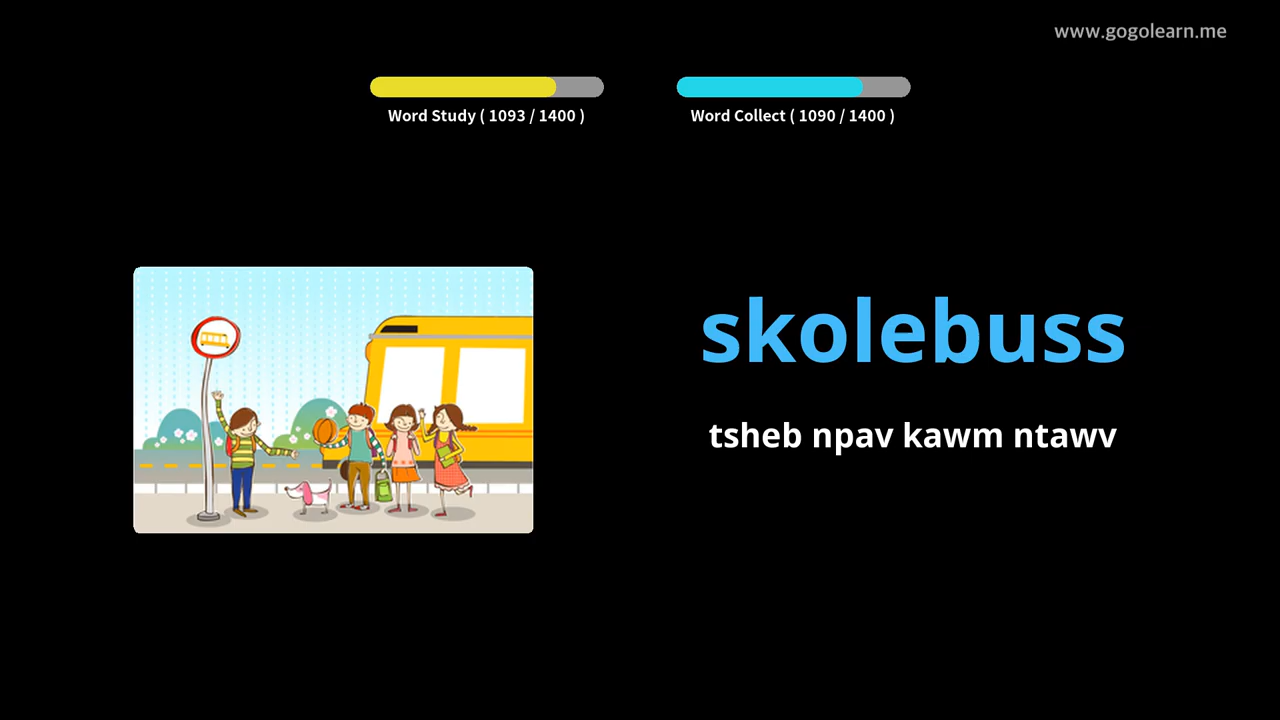 www.gogolearn.me
Word Study ( 1093 / 1400 )
Word Collect ( 1090 / 1400 )
skolebuss
tsheb npav kawm ntawv